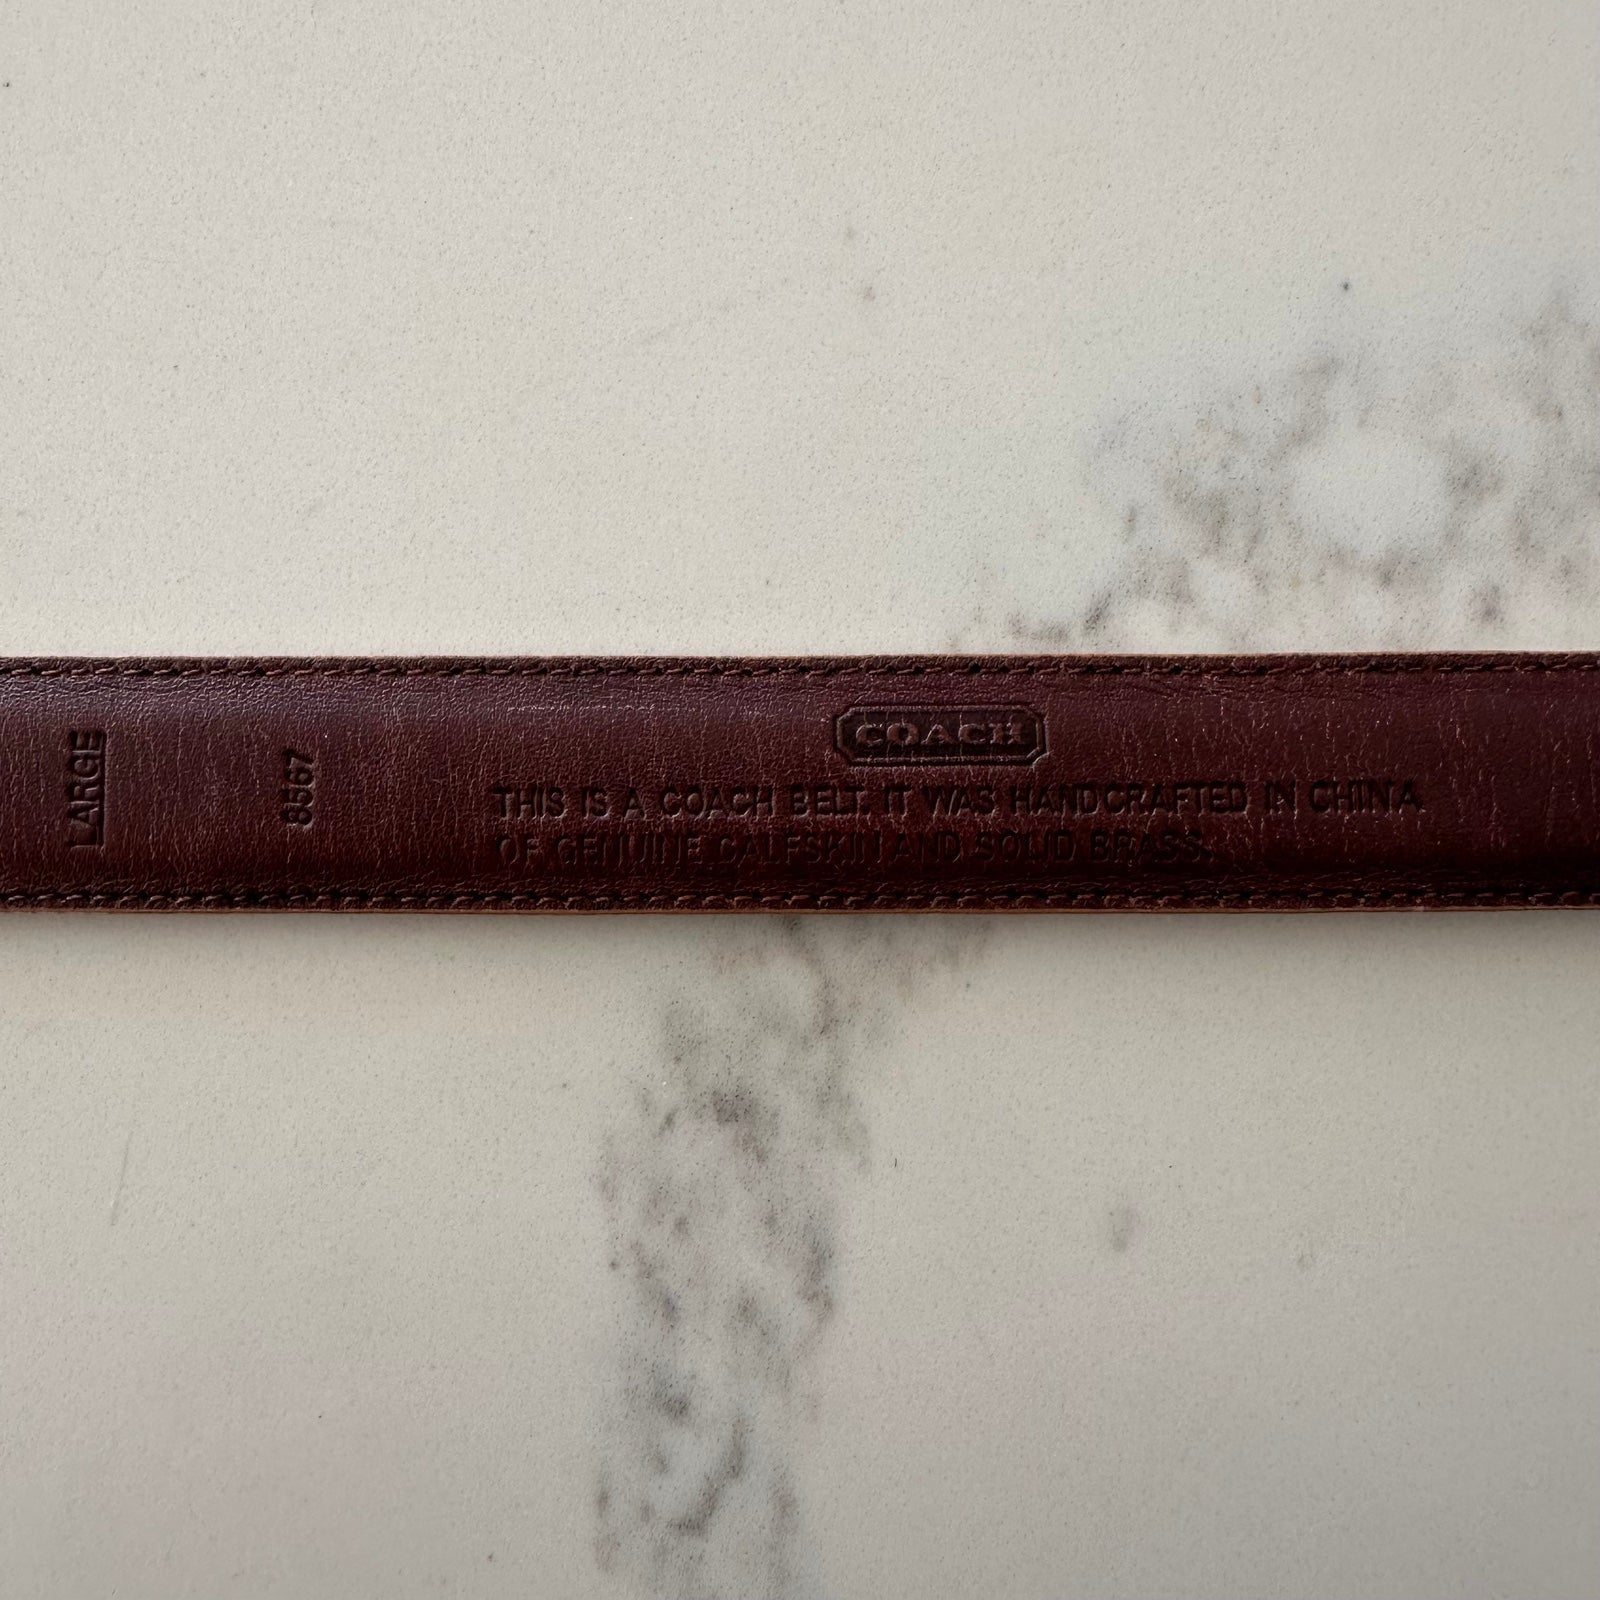 LARGE
8567
COACH
THIS IS A COACH BELT. IT WAS HANDCRAFTED IN CHINA
OF GENUINE CALFSKIN AND SOLID BRASS.